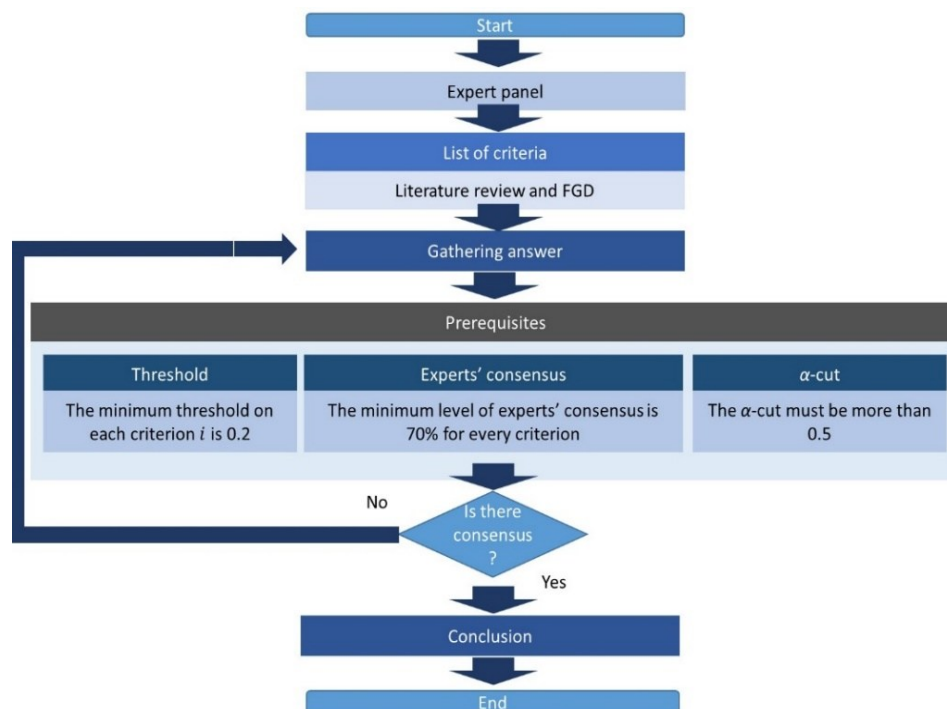 Start
Expert panel
List of criteria
Literature review and FGD
Gathering answer
Prerequisites
Threshold
The minimum threshold on
each criterion 𝑖 is 0.2
Experts’ consensus
The minimum level of experts’ consensus is
70% for every criterion
𝛼-cut
The 𝛼-cut must be more than
0.5
No
Is there
consensus
?
Yes
Conclusion
End